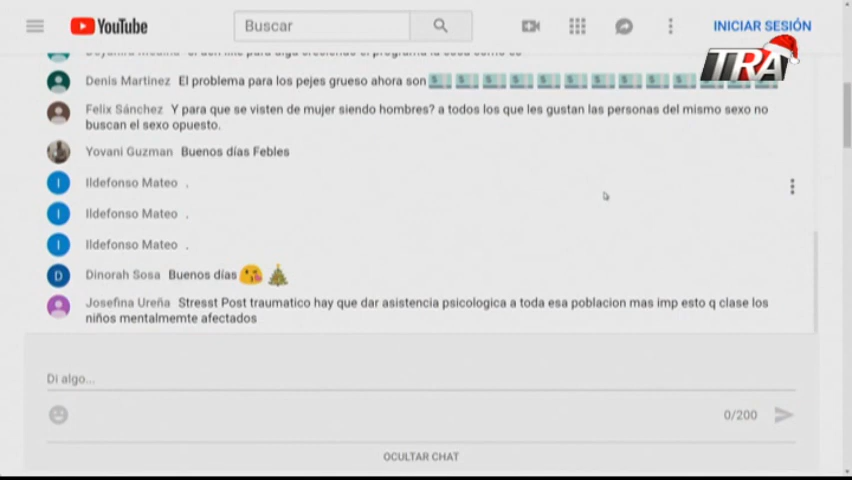 YouTube
Buscar
INICIAR SESIÓN
TRA
Denis Martinez El problema para los pejes grueso ahora son
Felix Sánchez Y para que se visten de mujer siendo hombres? a todos los que les gustan las personas del mismo sexo no
buscan el sexo opuesto.
Yovani Guzman Buenos días Febles
Ildefonso Mateo .
Ildefonso Mateo .
Ildefonso Mateo .
D Dinorah Sosa Buenos días
Josefina Ureña Stresst Post traumatico hay que dar asistencia psicologica a toda esa poblacion mas imp esto q clase los
niños mentalmemte afectados
Di algo...
0/200
OCULTAR CHAT